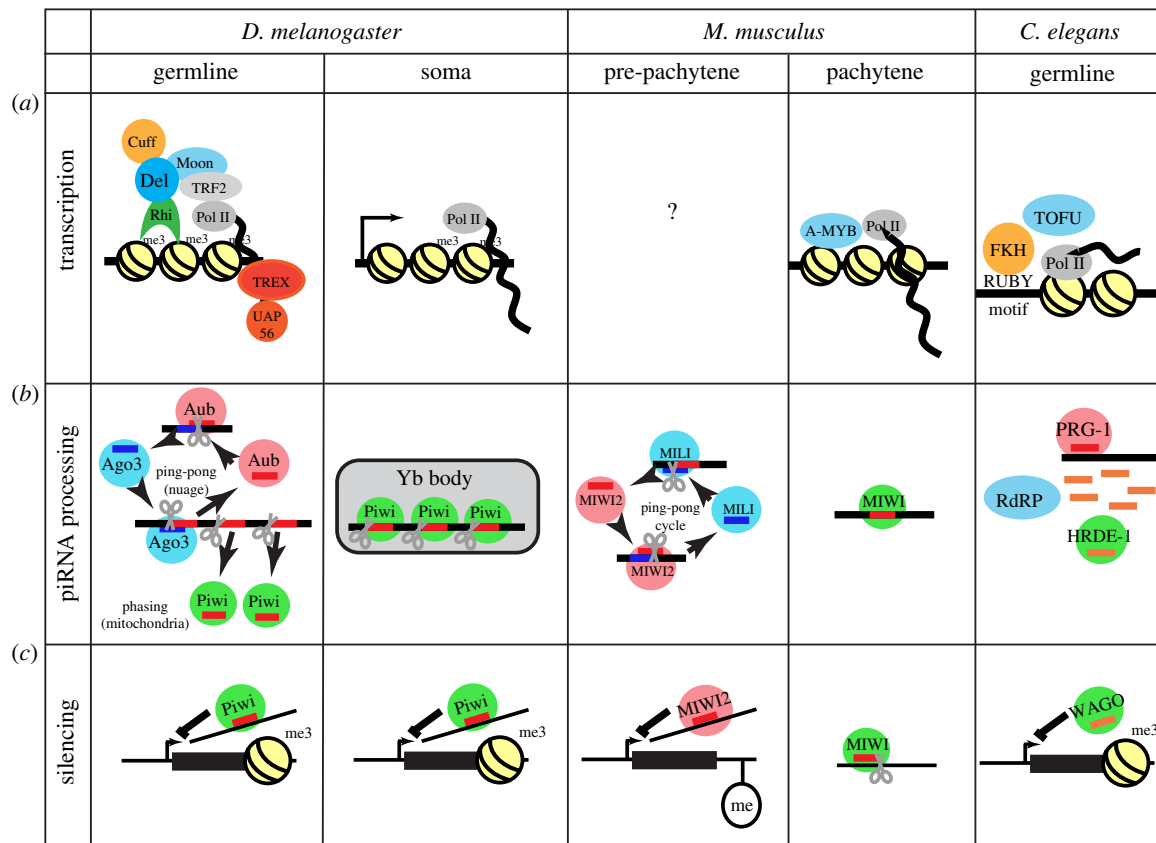 D. melanogaster
M. musculus
C. elegans
germline
soma
pre-pachytene
pachytene
germline
(a)
transcription
Cuff
Moon
Del
TRF2
Rhi
Pol II
me3
me3
me3
TREX
UAP
56
Pol II
me3
me3
?
A-MYB
Pol II
TOFU
FKH
Pol II
RUBY
motif
(b)
piRNA processing
Aub
Ago3
ping-pong
(nuage)
Aub
Ago3
Piwi
Piwi
phasing
(mitochondria)
Yb body
Piwi
Piwi
Piwi
MILI
MIWI2
ping-pong
cycle
MILI
MIWI2
MIWI
PRG-1
RdRP
HRDE-1
(c)
silencing
Piwi
me3
Piwi
me3
MIWI2
me
MIWI
WAGO
me3